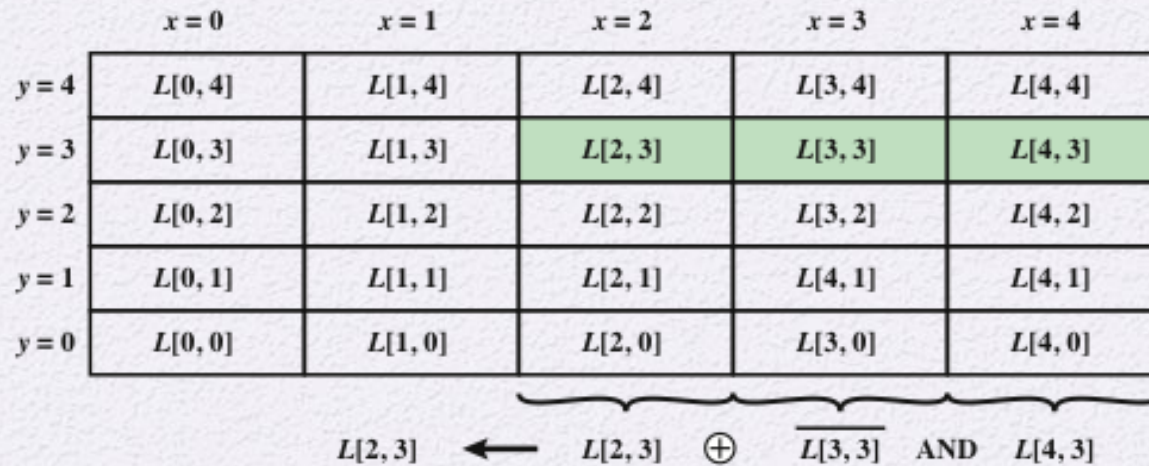 x = 0 x = 1 x = 2 x = 3 x = 4
y = 4 L[0, 4] L[1, 4] L[2, 4] L[3, 4] L[4, 4]
y = 3 L[0, 3] L[1, 3] L[2, 3] L[3, 3] L[4, 3]
y = 2 L[0, 2] L[1, 2] L[2, 2] L[3, 2] L[4, 2]
y = 1 L[0, 1] L[1, 1] L[2, 1] L[4, 1] L[4, 1]
y = 0 L[0, 0] L[1, 0] L[2, 0] L[3, 0] L[4, 0]
L[2, 3] ← L[2, 3] ⊕ L̅[̅3̅,̅ ̅3̅]̅ AND L[4, 3]